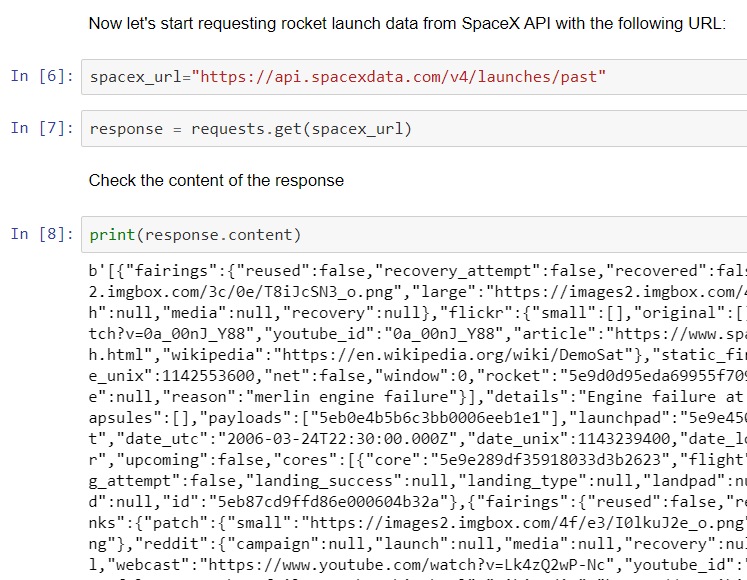 Now let's start requesting rocket launch data from SpaceX API with the following URL:
In [6]: spacex_url="https://api.spacexdata.com/v4/launches/past"
In [7]: response = requests.get(spacex_url)
Check the content of the response
In [8]: print(response.content)
b'[{"fairings":{"reused":false,"recovery_attempt":false,"recovered":fals
2.imgbox.com/3c/0e/T8iJcSN3_o.png","large":"https://images2.imgbox.com/4
h":null,"media":null,"recovery":null},"flickr":{"small":[],"original":[]
tch?v=0a_00nJ_Y88","youtube_id":"0a_00nJ_Y88","article":"https://www.spa
h.html","wikipedia":"https://en.wikipedia.org/wiki/DemoSat"},"static_fir
e_unix":1142553600,"net":false,"window":0,"rocket":"5e9d0d95eda69955f709
e":null,"reason":"merlin engine failure"}],"details":"Engine failure at
apsules":[],"payloads":["5eb0e4b5b6c3bb0006eeb1e1"],"launchpad":"5e9e450
t","date_utc":"2006-03-24T22:30:00.000Z","date_unix":1143239400,"date_lo
r","upcoming":false,"cores":[{"core":"5e9e289df35918033d3b2623","flight"
g_attempt":false,"landing_success":null,"landing_type":null,"landpad":nu
d":null,"id":"5eb87cd9ffd86e000604b32a"},{"fairings":{"reused":false,"re
nks":{"patch":{"small":"https://images2.imgbox.com/4f/e3/I0lkuJ2e_o.png"
ng"},"reddit":{"campaign":null,"launch":null,"media":null,"recovery":nul
l,"webcast":"https://www.youtube.com/watch?v=Lk4zQ2wP-Nc","youtube_id":"